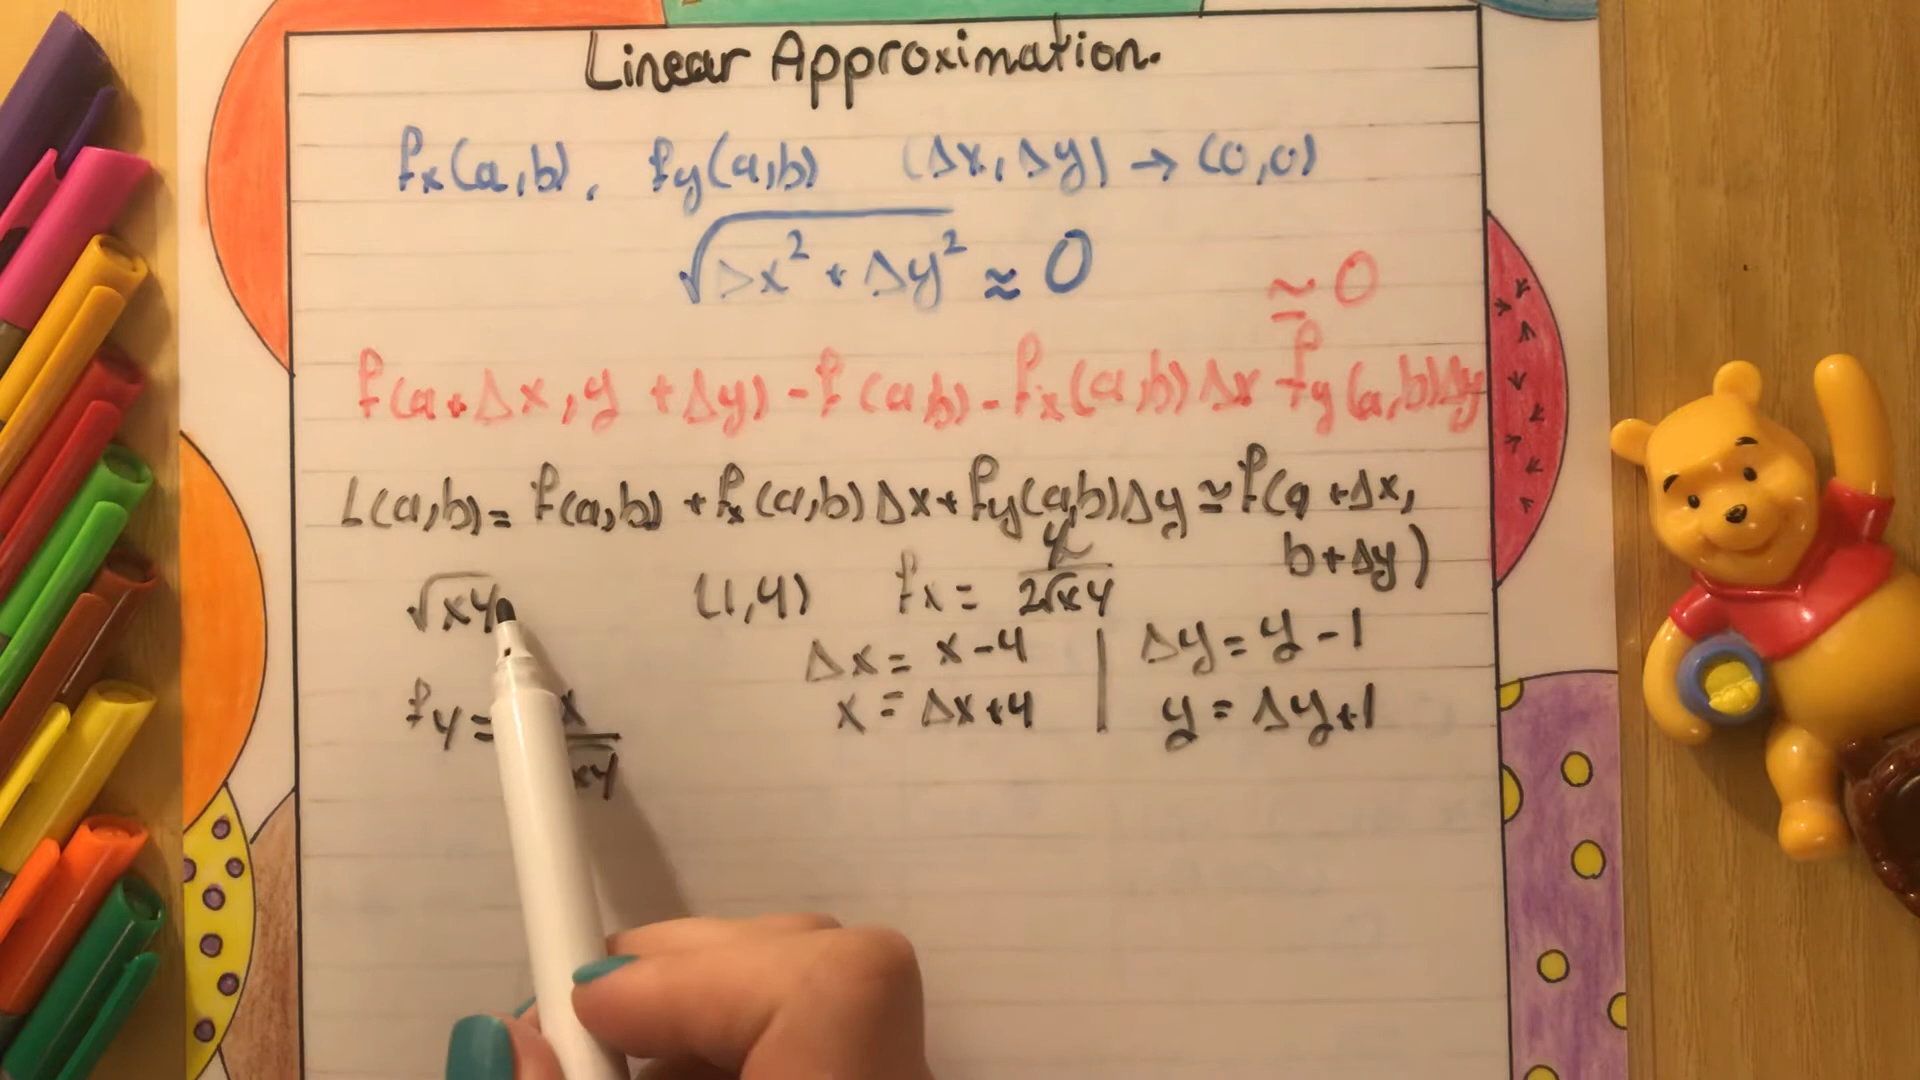 Linear Approximation.
fx(a,b), fy(a,b) (Δx, Δy) → (0,0)
√Δx² + Δy² ≈ 0
≃ 0
f(a+Δx, y+Δy) - f(a,b) - fx(a,b)Δx - fy(a,b)Δy
L(a,b) = f(a,b) + fx(a,b)Δx + fy(a,b)Δy ≃ f(a+Δx,
b+Δy)
√xy (1,4) fx = y/2√xy
Δx = x-4 | Δy = y-1
fy = x/ xy x = Δx+4 | y = Δy+1